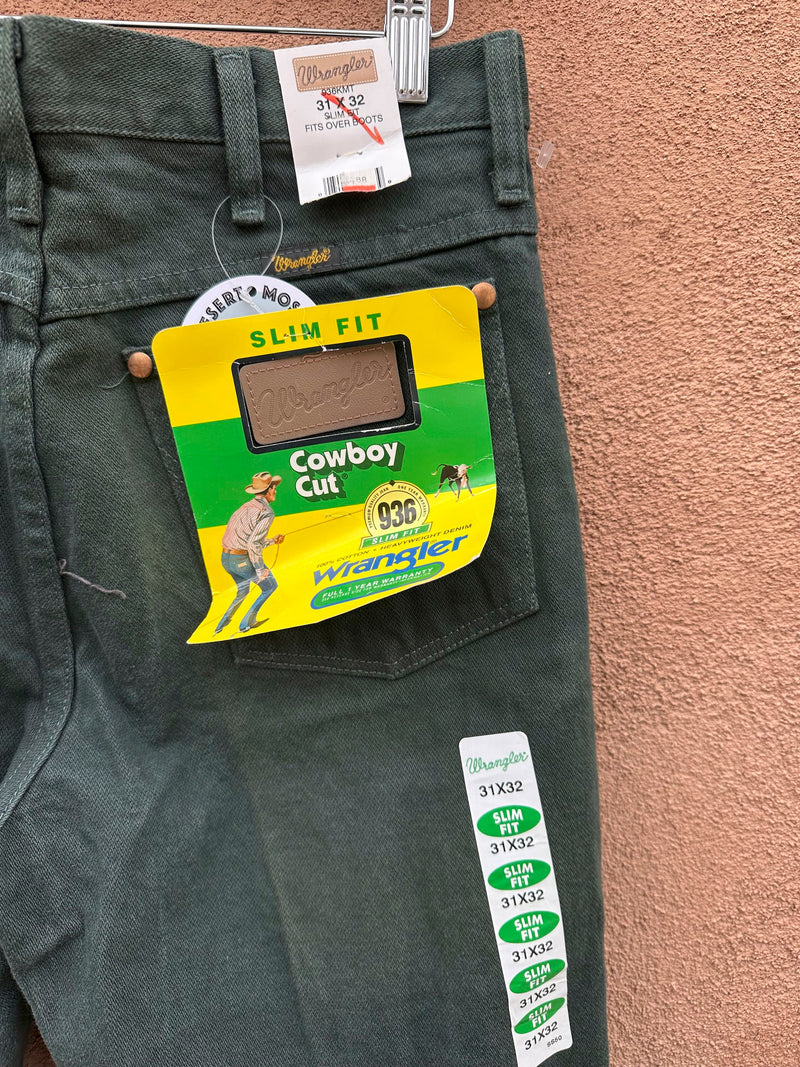 Wrangler
936KMT
31 X 32
SLIM FIT
FITS OVER BOOTS
Wrangler
DESERT • MOS
SLIM FIT
Wrangler
Cowboy
Cut
936
SLIM FIT
100% COTTON • HEAVYWEIGHT DENIM
Wrangler
FULL 1 YEAR WARRANTY
Wrangler
31X32
SLIM
FIT
31X32
SLIM
FIT
31X32
SLIM
FIT
31X32
SLIM
FIT
31X32
SLIM
FIT
31X32